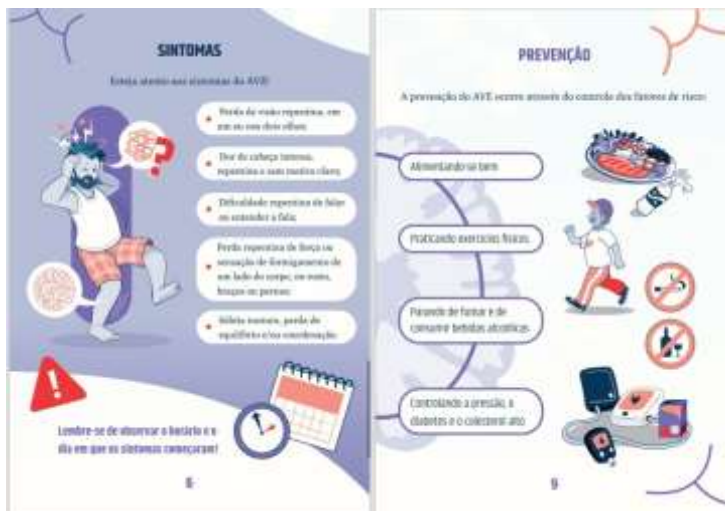 SINTOMAS
Esteja atento aos sintomas do AVE!
Perda de visão repentina, em
um ou nos dois olhos;
Dor de cabeça intensa,
repentina e sem motivo claro;
Dificuldade repentina de falar
ou entender a fala;
Perda repentina de força ou
sensação de formigamento de
um lado do corpo, no rosto,
braços ou pernas;
Súbita tontura, perda de
equilíbrio e/ou coordenação.
Lembre-se de observar o horário e o
dia em que os sintomas começaram!
6
PREVENÇÃO
A prevenção do AVE ocorre através do controle dos fatores de risco:
Alimentando-se bem
Praticando exercícios físicos
Parando de fumar e de
consumir bebidas alcoólicas
Controlando a pressão, o
diabetes e o colesterol alto
9